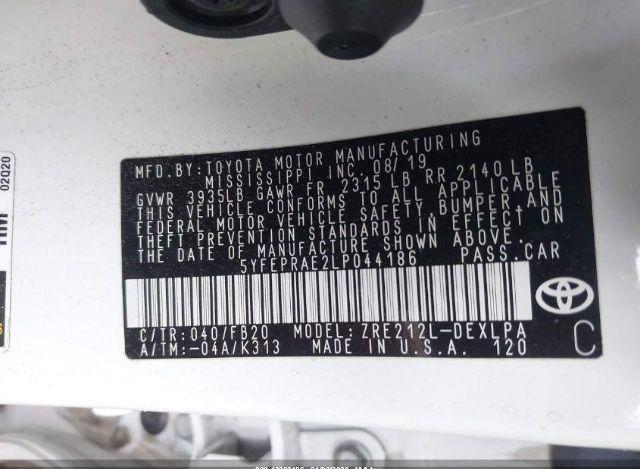 MFD.BY:TOYOTA MOTOR MANUFACTURING
MISSISSIPPI INC. 08/19
GVWR 3935LB GAWR FR 2315 LB RR 2140 LB
THIS VEHICLE CONFORMS TO ALL APPLICABLE
FEDERAL MOTOR VEHICLE SAFETY,BUMPER,AND
THEFT PREVENTION STANDARDS IN EFFECT ON
THE DATE OF MANUFACTURE SHOWN ABOVE.
5YFEPRAE2LP044186 PASS.CAR
C/TR:040/FB20 MODEL:ZRE212L-DEXLPA
A/TM:-04A/K313 MADE IN U.S.A. 120
C
02Q20